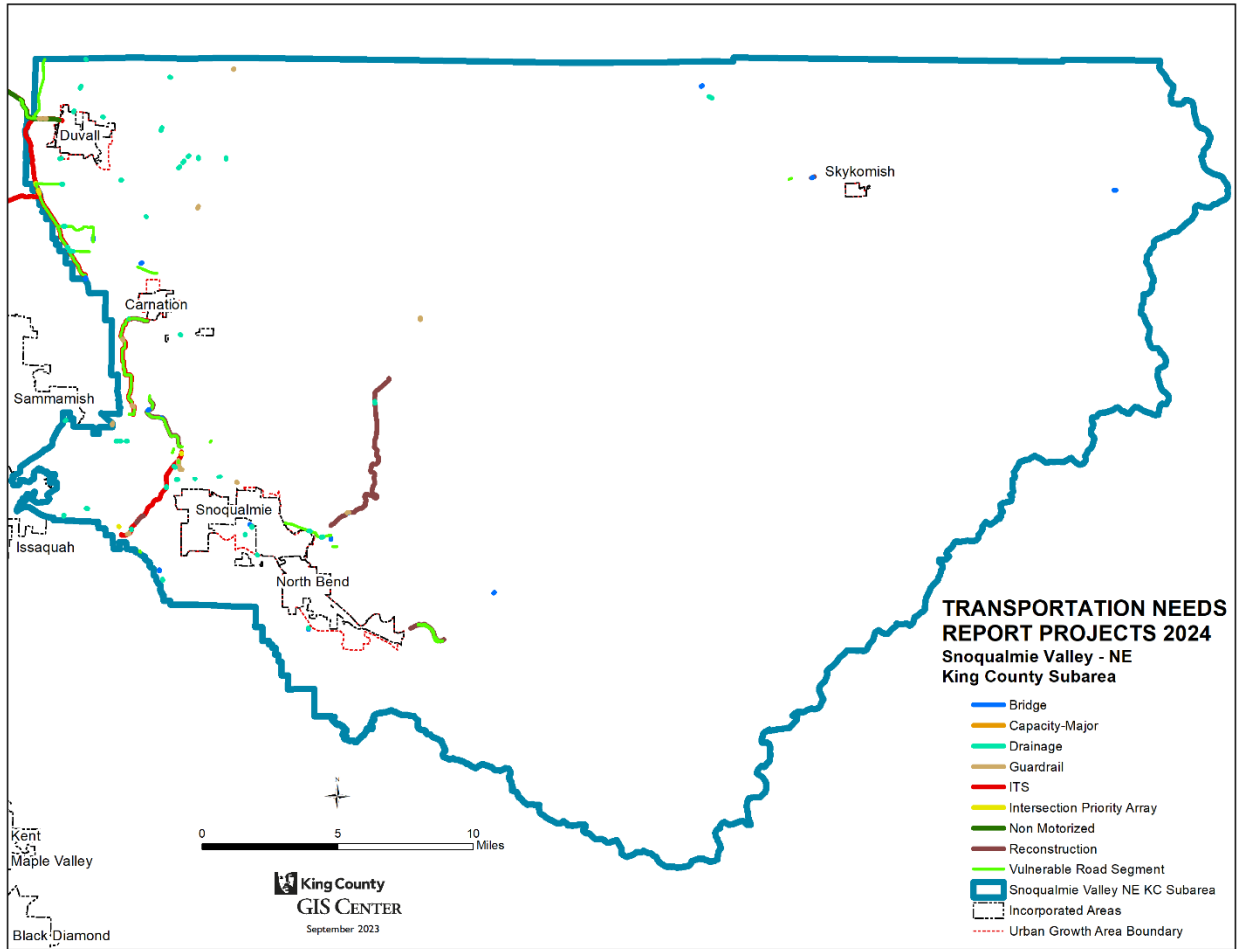 Duvall
Skykomish
Carnation
Sammamish
Snoqualmie
Issaquah
North Bend
TRANSPORTATION NEEDS
REPORT PROJECTS 2024
Snoqualmie Valley - NE
King County Subarea
Bridge
Capacity-Major
Drainage
Guardrail
ITS
Intersection Priority Array
Non Motorized
Reconstruction
Vulnerable Road Segment
Snoqualmie Valley NE KC Subarea
Incorporated Areas
Urban Growth Area Boundary
N
0 5 10
Miles
Kent
Maple Valley
Black Diamond
King County
GIS CENTER
September 2023